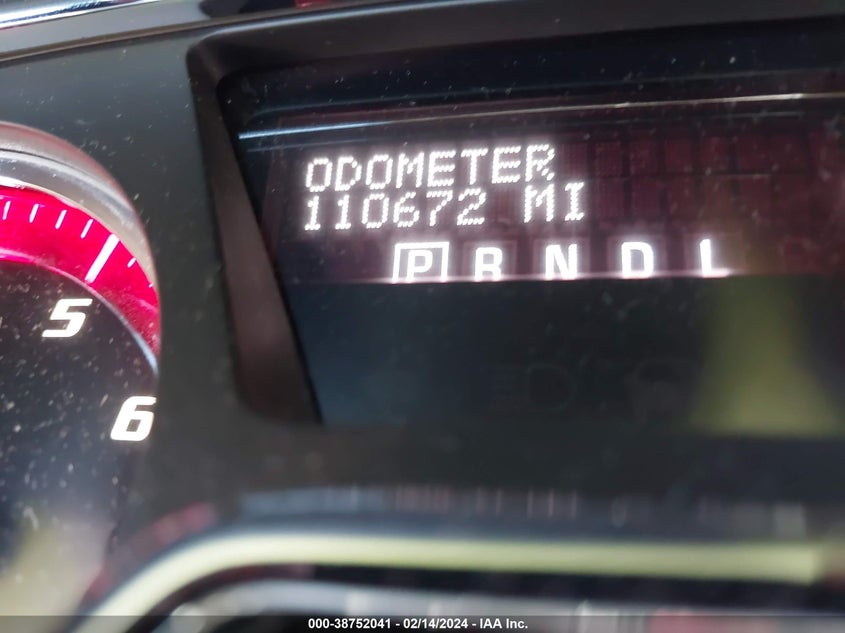 ODOMETER
110672 MI
P R N D L
5
6
000-38752041 - 02/14/2024 - IAA Inc.